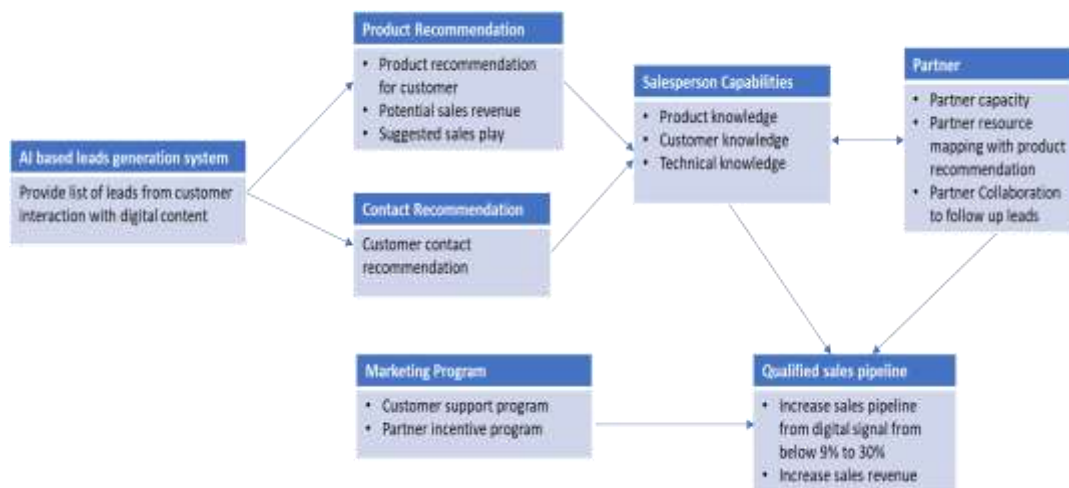 AI based leads generation system
Provide list of leads from customer
interaction with digital content
Product Recommendation
• Product recommendation
for customer
• Potential sales revenue
• Suggested sales play
Contact Recommendation
Customer contact
recommendation
Salesperson Capabilities
• Product knowledge
• Customer knowledge
• Technical knowledge
Partner
• Partner capacity
• Partner resource
mapping with product
recommendation
• Partner Collaboration
to follow up leads
Marketing Program
• Customer support program
• Partner incentive program
Qualified sales pipeline
• Increase sales pipeline
from digital signal from
below 9% to 30%
• Increase sales revenue